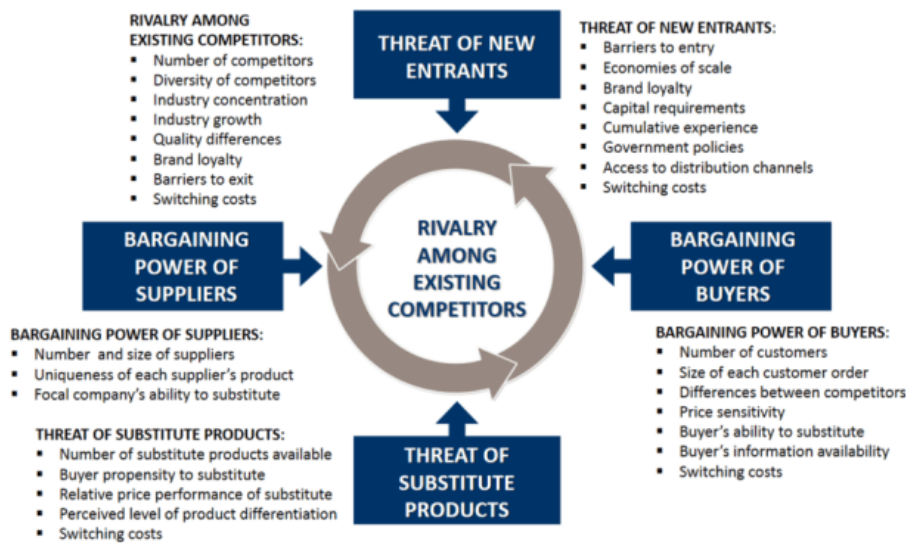 RIVALRY AMONG
EXISTING COMPETITORS:
▪ Number of competitors
▪ Diversity of competitors
▪ Industry concentration
▪ Industry growth
▪ Quality differences
▪ Brand loyalty
▪ Barriers to exit
▪ Switching costs
THREAT OF NEW
ENTRANTS
THREAT OF NEW ENTRANTS:
▪ Barriers to entry
▪ Economies of scale
▪ Brand loyalty
▪ Capital requirements
▪ Cumulative experience
▪ Government policies
▪ Access to distribution channels
▪ Switching costs
BARGAINING
POWER OF
SUPPLIERS
RIVALRY
AMONG
EXISTING
COMPETITORS
BARGAINING
POWER OF
BUYERS
BARGAINING POWER OF SUPPLIERS:
▪ Number and size of suppliers
▪ Uniqueness of each supplier's product
▪ Focal company's ability to substitute
BARGAINING POWER OF BUYERS:
▪ Number of customers
▪ Size of each customer order
▪ Differences between competitors
▪ Price sensitivity
▪ Buyer's ability to substitute
▪ Buyer's information availability
▪ Switching costs
THREAT OF SUBSTITUTE PRODUCTS:
▪ Number of substitute products available
▪ Buyer propensity to substitute
▪ Relative price performance of substitute
▪ Perceived level of product differentiation
▪ Switching costs
THREAT OF
SUBSTITUTE
PRODUCTS